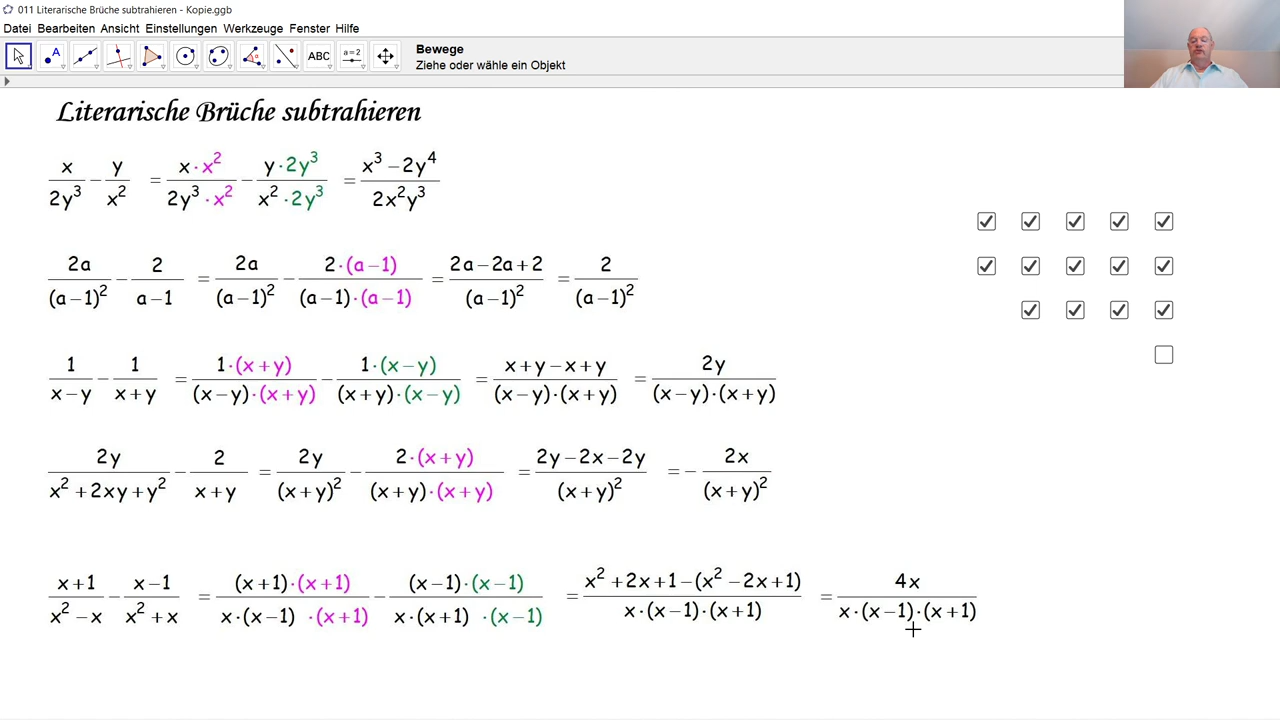 011 Literarische Brüche subtrahieren - Kopie.ggb
Datei Bearbeiten Ansicht Einstellungen Werkzeuge Fenster Hilfe
A ABC a=2 Bewege
Ziehe oder wähle ein Objekt
Literarische Brüche subtrahieren
x/(2y³) − y/x² = (x·x²)/(2y³·x²) − (y·2y³)/(x²·2y³) = (x³−2y⁴)/(2x²y³)
2a/(a−1)² − 2/(a−1) = 2a/(a−1)² − (2·(a−1))/((a−1)·(a−1)) = (2a−2a+2)/(a−1)² = 2/(a−1)²
1/(x−y) − 1/(x+y) = (1·(x+y))/((x−y)·(x+y)) − (1·(x−y))/((x+y)·(x−y)) = (x+y−x+y)/((x−y)·(x+y)) = 2y/((x−y)·(x+y))
2y/(x²+2xy+y²) − 2/(x+y) = 2y/(x+y)² − (2·(x+y))/((x+y)·(x+y)) = (2y−2x−2y)/(x+y)² = − 2x/(x+y)²
(x+1)/(x²−x) − (x−1)/(x²+x) = ((x+1)·(x+1))/(x·(x−1)·(x+1)) − ((x−1)·(x−1))/(x·(x+1)·(x−1)) = (x²+2x+1−(x²−2x+1))/(x·(x−1)·(x+1)) = 4x/(x·(x−1)·(x+1))